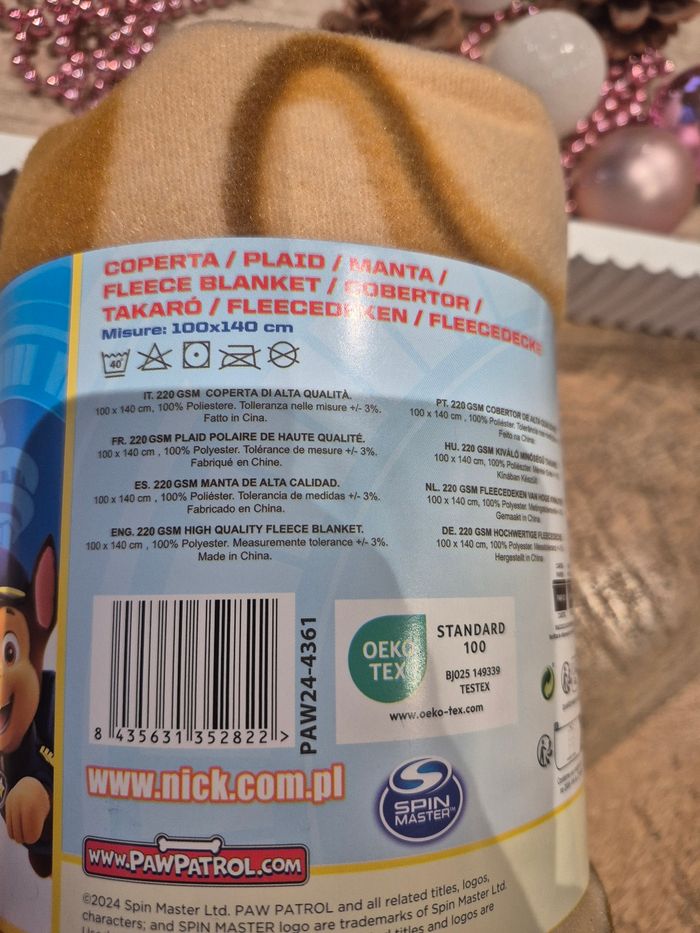 COPERTA / PLAID / MANTA /
FLEECE BLANKET / COBERTOR /
TAKARÓ / FLEECEDEKEN / FLEECEDECKE
Misure: 100x140 cm
40
IT. 220 GSM COPERTA DI ALTA QUALITÀ.
100 x 140 cm, 100% Poliestere. Tolleranza nelle misure +/- 3%.
Fatto in Cina.
FR. 220 GSM PLAID POLAIRE DE HAUTE QUALITÉ.
100 x 140 cm , 100% Polyester. Tolérance de mesure +/- 3%.
Fabriqué en Chine.
ES. 220 GSM MANTA DE ALTA CALIDAD.
100 x 140 cm , 100% Poliéster. Tolerancia de medidas +/- 3%.
Fabricado en China.
ENG. 220 GSM HIGH QUALITY FLEECE BLANKET.
100 x 140 cm , 100% Polyester. Measuremente tolerance +/- 3%.
Made in China.
PT. 220 GSM COBERTOR DE ALTA
100 x 140 cm , 100% Poliéster.
Feito na China.
HU. 220 GSM KIVÁLÓ MINŐSÉGŰ
100 x 140 cm, 100% Poliészter.
Kínában Készült
NL. 220 GSM FLEECEDEKEN VAN HOGE
100 x 140 cm, 100% Polyester.
Gemaakt in China.
DE. 220 GSM HOCHWERTIGE
100 x 140 cm, 100% Polyester.
Hergestellt in China.
8 435631 352822 >
PAW24-4361
OEKO
TEX
STANDARD
100
BJ025 149339
TESTEX
www.oeko-tex.com
www.nick.com.pl
SPIN
MASTER™
www.PAWPATROL.COM
©2024 Spin Master Ltd. PAW PATROL and all related titles, logos,
characters; and SPIN MASTER logo are trademarks of Spin Master Ltd.
titles and logos are